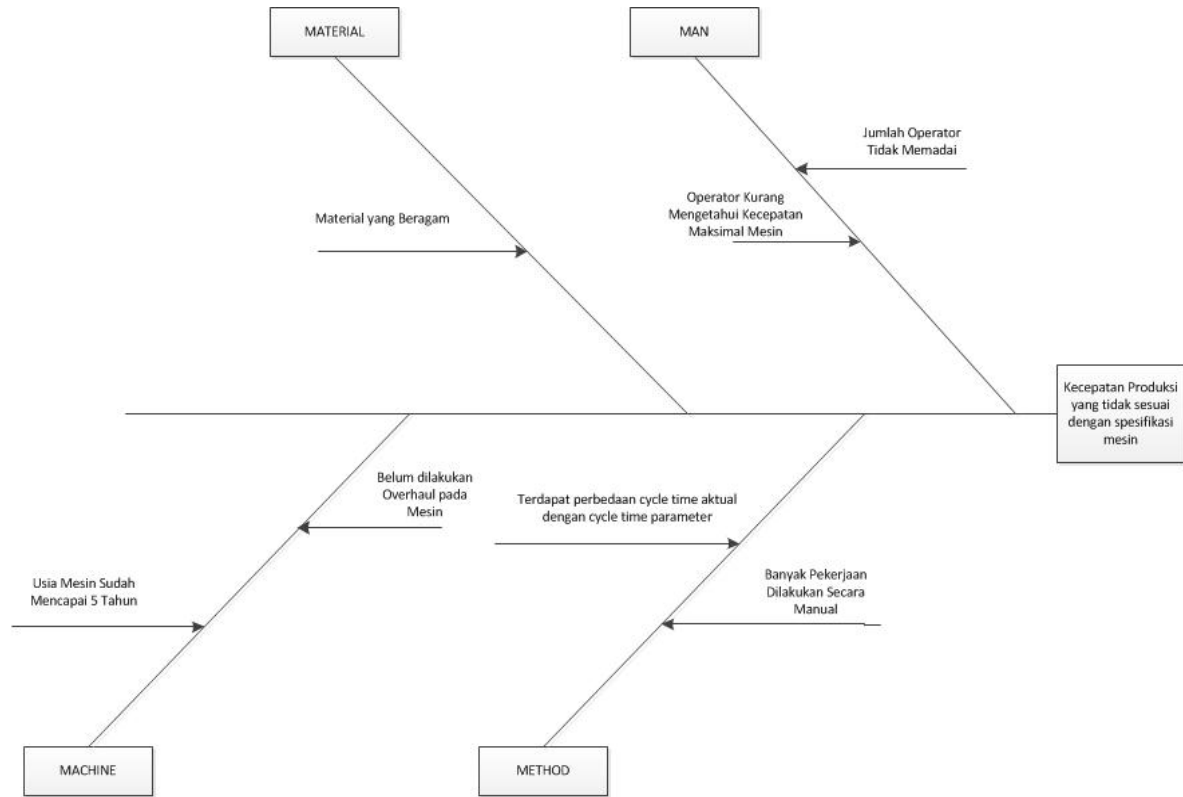 MATERIAL
MAN
Jumlah Operator
Tidak Memadai
Operator Kurang
Mengetahui Kecepatan
Maksimal Mesin
Material yang Beragam
Kecepatan Produksi
yang tidak sesuai
dengan spesifikasi
mesin
Belum dilakukan
Overhaul pada
Mesin
Terdapat perbedaan cycle time aktual
dengan cycle time parameter
Usia Mesin Sudah
Mencapai 5 Tahun
Banyak Pekerjaan
Dilakukan Secara
Manual
MACHINE
METHOD